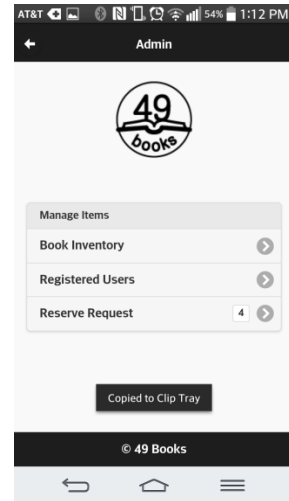 AT&T 54% 1:12 PM
Admin
49
books
Manage Items
Book Inventory
Registered Users
Reserve Request 4
Copied to Clip Tray
© 49 Books